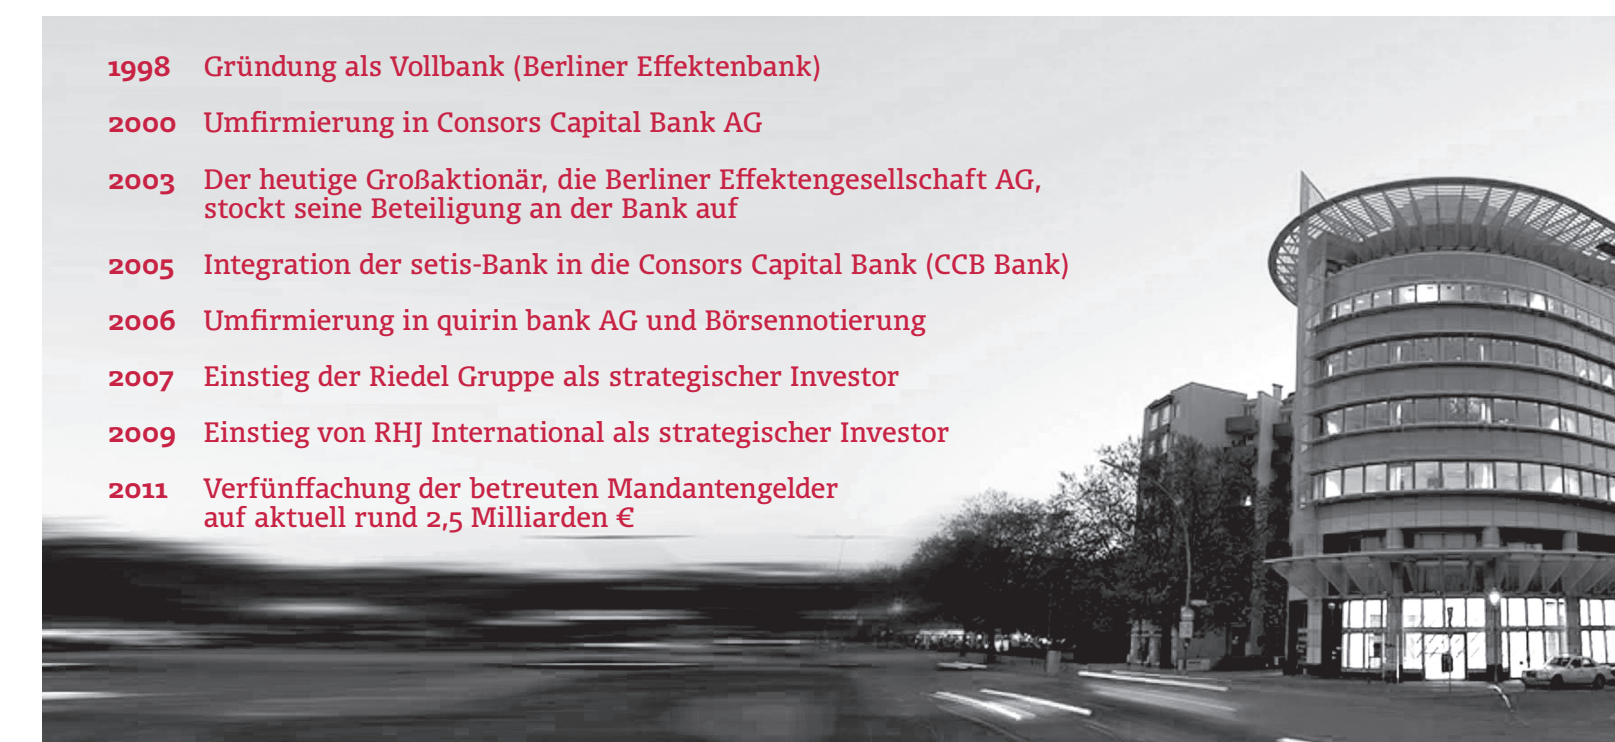 1998 Gründung als Vollbank (Berliner Effektenbank)
2000 Umfirmierung in Consors Capital Bank AG
2003 Der heutige Großaktionär, die Berliner Effektengesellschaft AG,
stockt seine Beteiligung an der Bank auf
2005 Integration der setis-Bank in die Consors Capital Bank (CCB Bank)
2006 Umfirmierung in quirin bank AG und Börsennotierung
2007 Einstieg der Riedel Gruppe als strategischer Investor
2009 Einstieg von RHJ International als strategischer Investor
2011 Verfünffachung der betreuten Mandantengelder
auf aktuell rund 2,5 Milliarden €